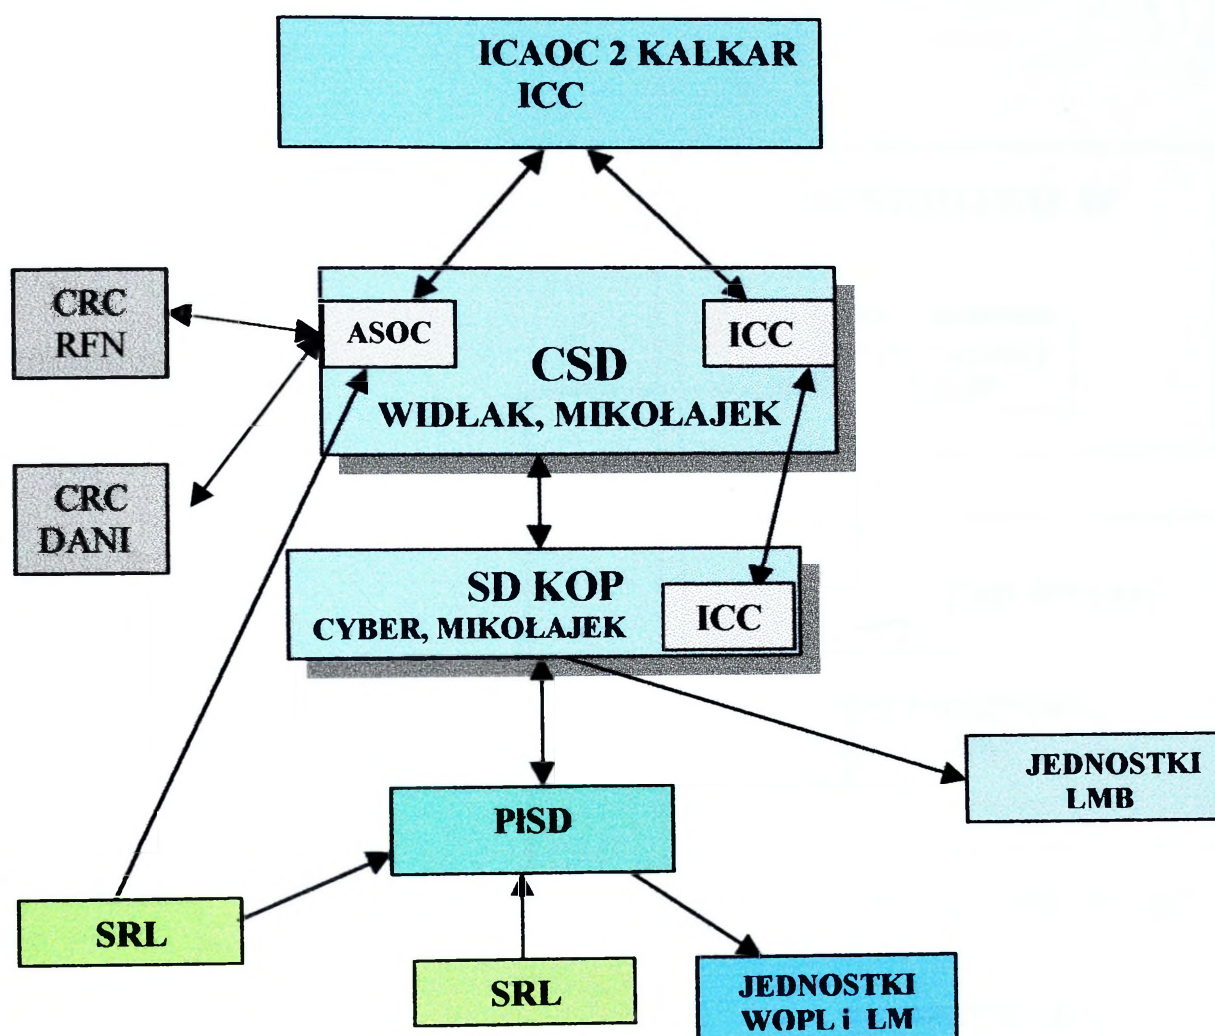 ICAOC 2 KALKAR
ICC
CRC
RFN
ASOC
ICC
CSD
WIDŁAK, MIKOŁAJEK
CRC
DANI
SD KOP
CYBER, MIKOŁAJEK
ICC
JEDNOSTKI
LMB
PłSD
SRL
SRL
JEDNOSTKI
WOPL i LM